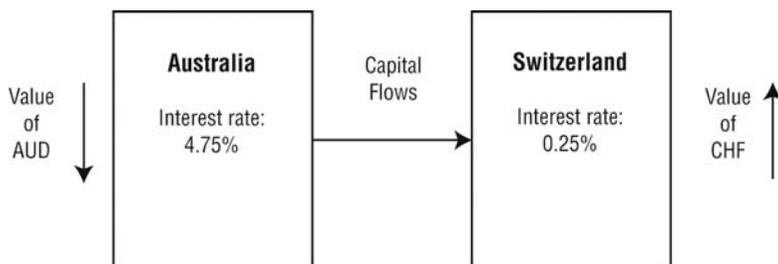 Value
of
AUD
Australia
Interest rate:
4.75%
Capital
Flows
Switzerland
Interest rate:
0.25%
Value
of
CHF